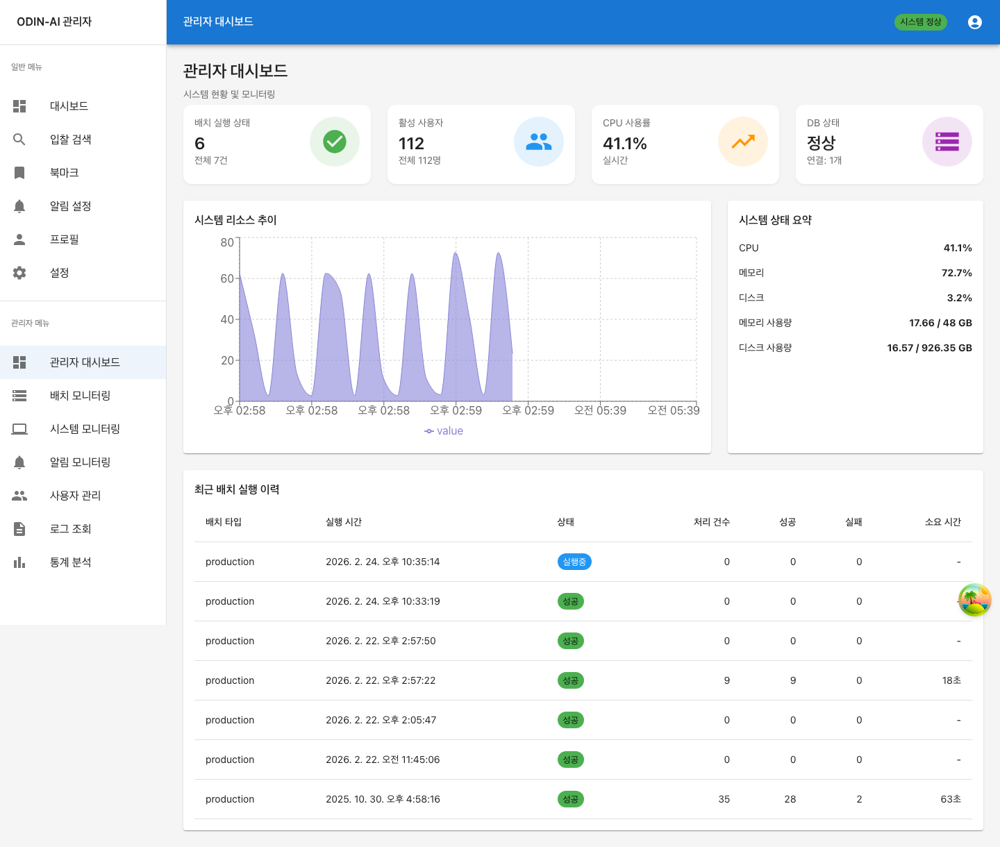 ODIN-AI 관리자
관리자 대시보드
시스템 정상
일반 메뉴
대시보드
입찰 검색
북마크
알림 설정
프로필
설정
관리자 메뉴
관리자 대시보드
배치 모니터링
시스템 모니터링
알림 모니터링
사용자 관리
로그 조회
통계 분석
관리자 대시보드
시스템 현황 및 모니터링
배치 실행 상태
6
전체 7건
활성 사용자
112
전체 112명
CPU 사용률
41.1%
실시간
DB 상태
정상
연결: 1개
시스템 리소스 추이
80
60
40
20
0
오후 02:58 오후 02:58 오후 02:58 오후 02:59 오후 02:59 오전 05:39 오전 05:39
value
시스템 상태 요약
CPU 41.1%
메모리 72.7%
디스크 3.2%
메모리 사용량 17.66 / 48 GB
디스크 사용량 16.57 / 926.35 GB
최근 배치 실행 이력
배치 타입 실행 시간 상태 처리 건수 성공 실패 소요 시간
production 2026. 2. 24. 오후 10:35:14 실행중 0 0 0 -
production 2026. 2. 24. 오후 10:33:19 성공 0 0 0 -
production 2026. 2. 22. 오후 2:57:50 성공 0 0 0 -
production 2026. 2. 22. 오후 2:57:22 성공 9 9 0 18초
production 2026. 2. 22. 오후 2:05:47 성공 0 0 0 -
production 2026. 2. 22. 오전 11:45:06 성공 0 0 0 -
production 2025. 10. 30. 오후 4:58:16 성공 35 28 2 63초